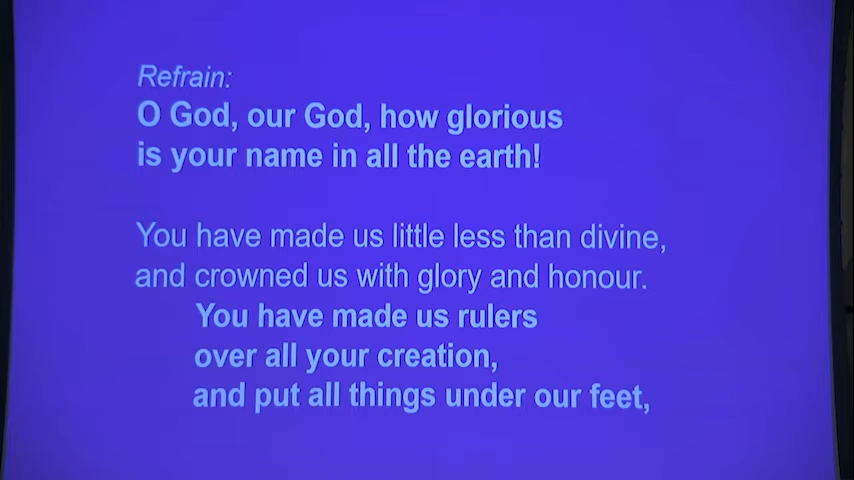 Refrain:
O God, our God, how glorious
is your name in all the earth!
You have made us little less than divine,
and crowned us with glory and honour.
You have made us rulers
over all your creation,
and put all things under our feet,